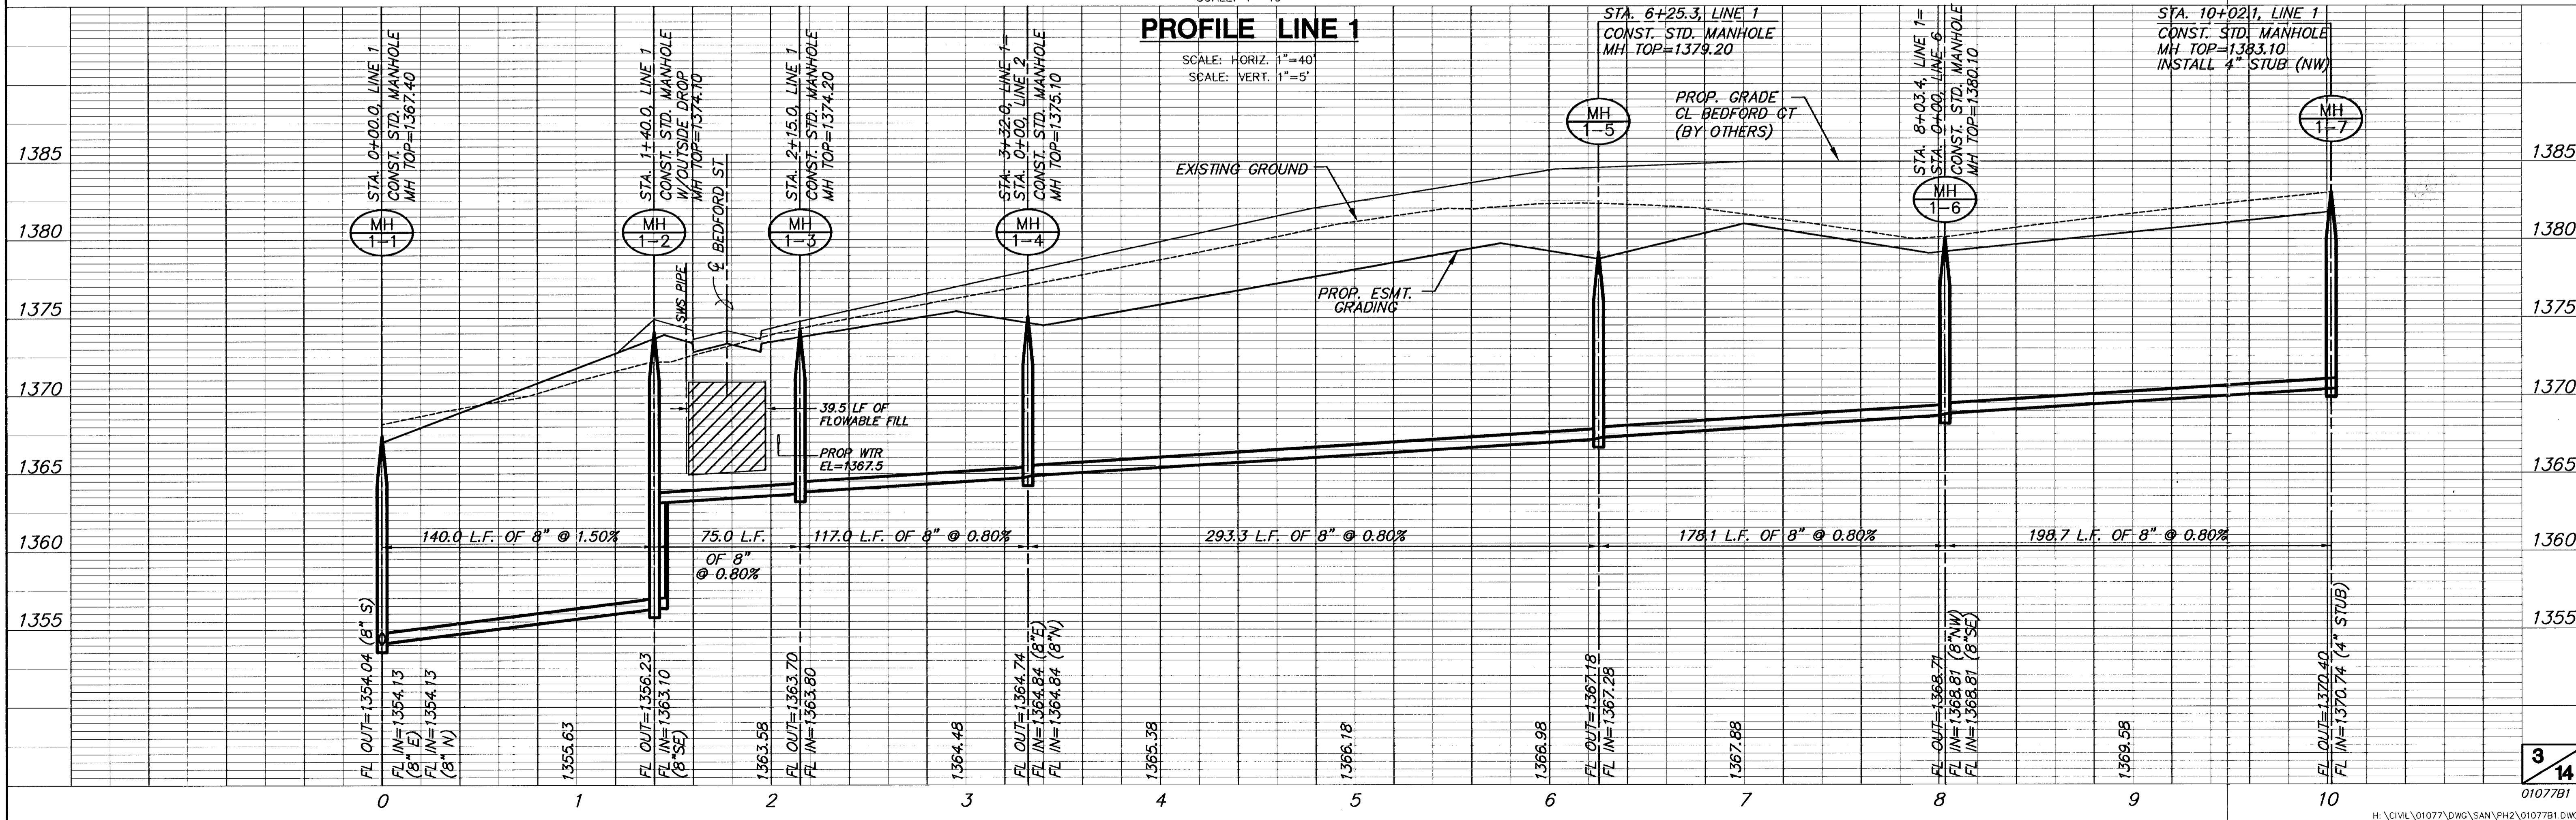 PROFILE LINE 1
SCALE: HORIZ. 1"=40'
SCALE: VERT. 1"=5'
STA. 0+00.0, LINE 1
CONST. STD. MANHOLE
MH TOP=1367.40
MH
1-1
STA. 1+40.0, LINE 1
CONST. STD. MANHOLE
W/OUTSIDE DROP
MH TOP=1374.10
MH
1-2
SWS PIPE
℄ BEDFORD ST
STA. 2+15.0, LINE 1
CONST. STD. MANHOLE
MH TOP=1374.20
MH
1-3
STA. 3+32.0, LINE 1=
STA. 0+00, LINE 2
CONST. STD. MANHOLE
MH TOP=1375.10
MH
1-4
STA. 6+25.3, LINE 1
CONST. STD. MANHOLE
MH TOP=1379.20
MH
1-5
PROP. GRADE
CL BEDFORD CT
(BY OTHERS)
STA. 8+03.4, LINE 1=
STA. 0+00, LINE 6
CONST. STD. MANHOLE
MH TOP=1380.10
MH
1-6
STA. 10+02.1, LINE 1
CONST. STD. MANHOLE
MH TOP=1383.10
INSTALL 4" STUB (NW)
MH
1-7
EXISTING GROUND
PROP. ESMT.
GRADING
39.5 LF OF
FLOWABLE FILL
PROP WTR
EL=1367.5
1385
1380
1375
1370
1365
1360
1355
1385
1380
1375
1370
1365
1360
1355
140.0 L.F. OF 8" @ 1.50%
75.0 L.F.
OF 8"
@ 0.80%
117.0 L.F. OF 8" @ 0.80%
293.3 L.F. OF 8" @ 0.80%
178.1 L.F. OF 8" @ 0.80%
198.7 L.F. OF 8" @ 0.80%
FL OUT=1354.04 (8" S)
FL IN=1354.13
(8" E)
FL IN=1354.13
(8" N)
1355.63
FL OUT=1356.23
FL IN=1363.10
(8"SE)
1363.58
FL OUT=1363.70
FL IN=1363.80
1364.48
FL OUT=1364.74
FL IN=1364.84 (8"E)
FL IN=1364.84 (8"N)
1365.38
1366.18
1366.98
FL OUT=1367.18
FL IN=1367.28
1367.88
FL OUT=1368.71
FL IN=1368.81 (8"NW)
FL IN=1368.81 (8"SE)
1369.58
FL OUT=1370.40
FL IN=1370.74 (4" STUB)
0 1 2 3 4 5 6 7 8 9 10
3
14
01077B1
H:\CIVIL\01077\DWG\SAN\PH2\01077B1.DW